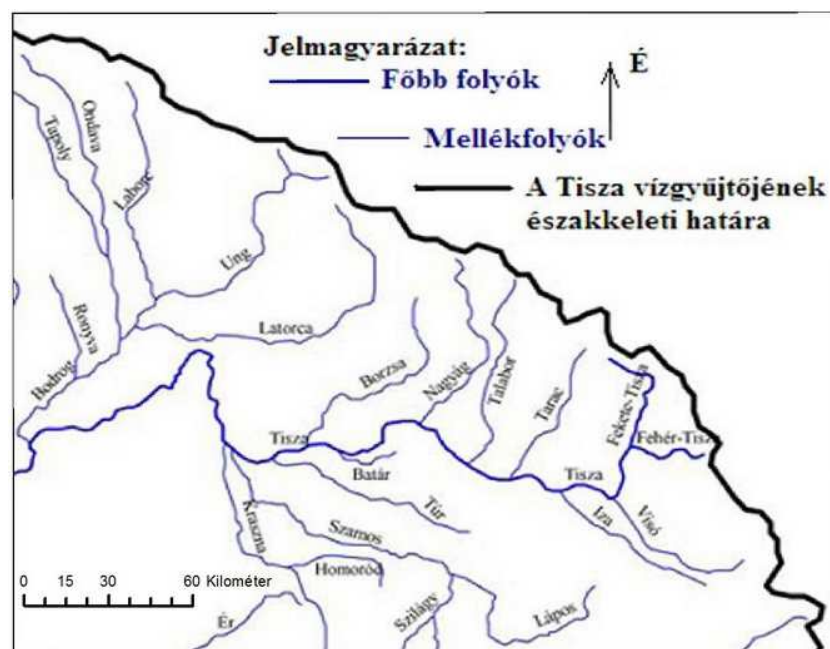 Jelmagyarázat:
Főbb folyók
É
Mellékfolyók
A Tisza vízgyűjtőjének
északkeleti határa
Tapoly
Ondava
Laborc
Ung
Ronyva
Latorca
Bodrog
Borzsa
Nagyág
Talabor
Tarac
Fekete-Tisza
Fehér-Tisz
Tisza
Batár
Tisza
Túr
Iza
Visó
Kraszna
Szamos
Homoród
Szilágy
Lápos
Ér
0 15 30 60 Kilométer